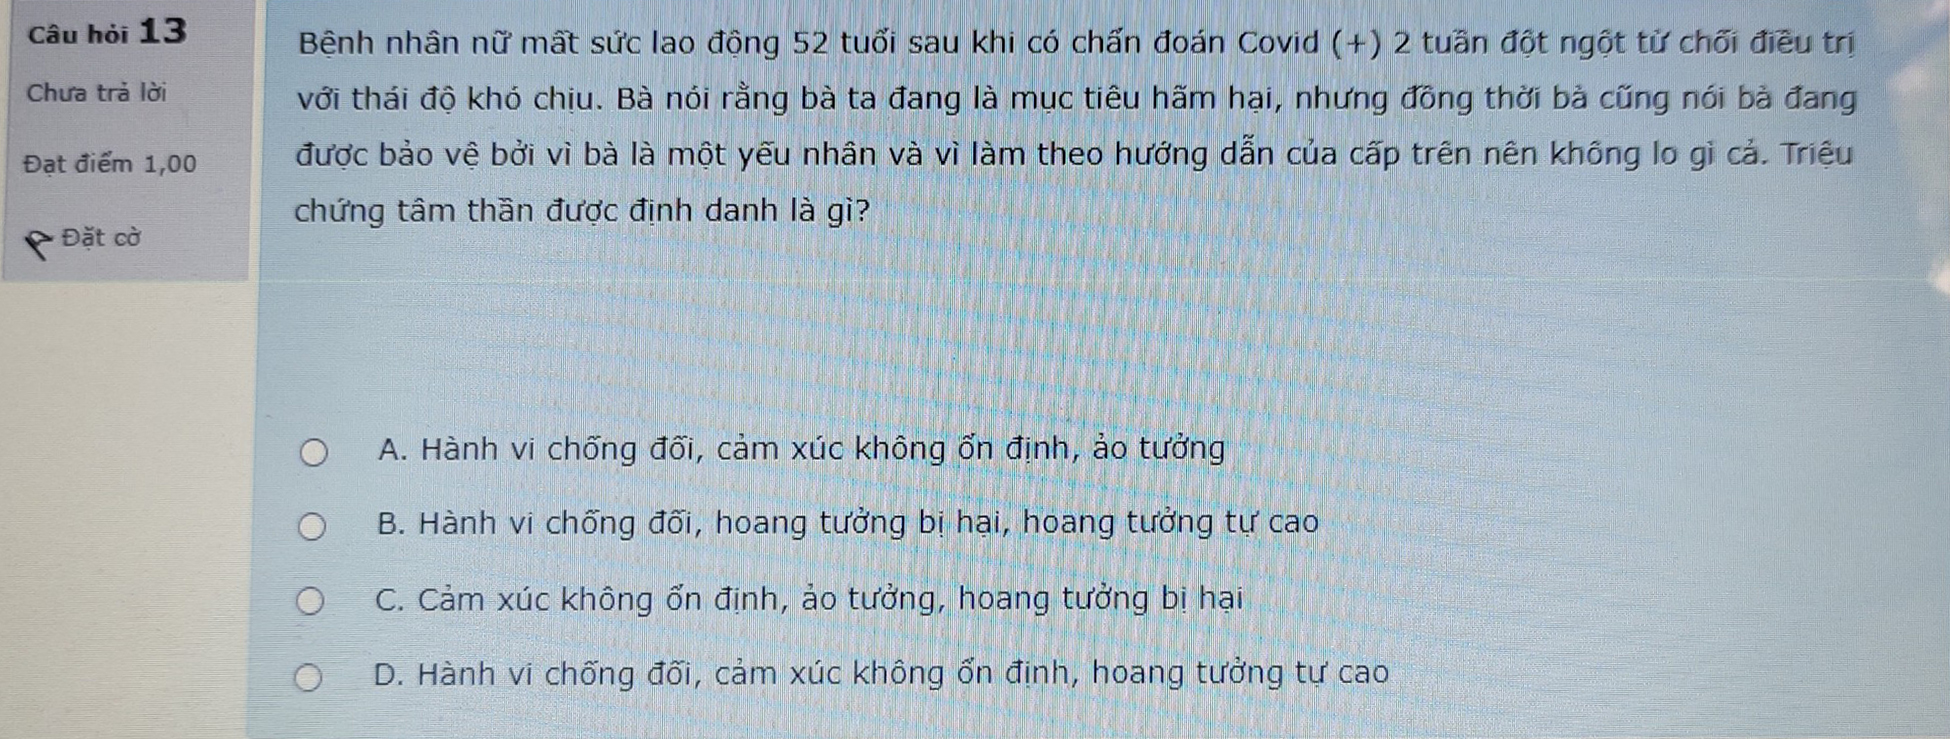 Câu hỏi 13
Chưa trả lời
Đạt điểm 1,00
Đặt cờ
Bệnh nhân nữ mất sức lao động 52 tuổi sau khi có chẩn đoán Covid (+) 2 tuần đột ngột từ chối điều trị
với thái độ khó chịu. Bà nói rằng bà ta đang là mục tiêu hãm hại, nhưng đồng thời bà cũng nói bà đang
được bảo vệ bởi vì bà là một yếu nhân và vì làm theo hướng dẫn của cấp trên nên không lo gì cả. Triệu
chứng tâm thần được định danh là gì?
A. Hành vi chống đối, cảm xúc không ổn định, ảo tưởng
B. Hành vi chống đối, hoang tưởng bị hại, hoang tưởng tự cao
C. Cảm xúc không ổn định, ảo tưởng, hoang tưởng bị hại
D. Hành vi chống đối, cảm xúc không ổn định, hoang tưởng tự cao